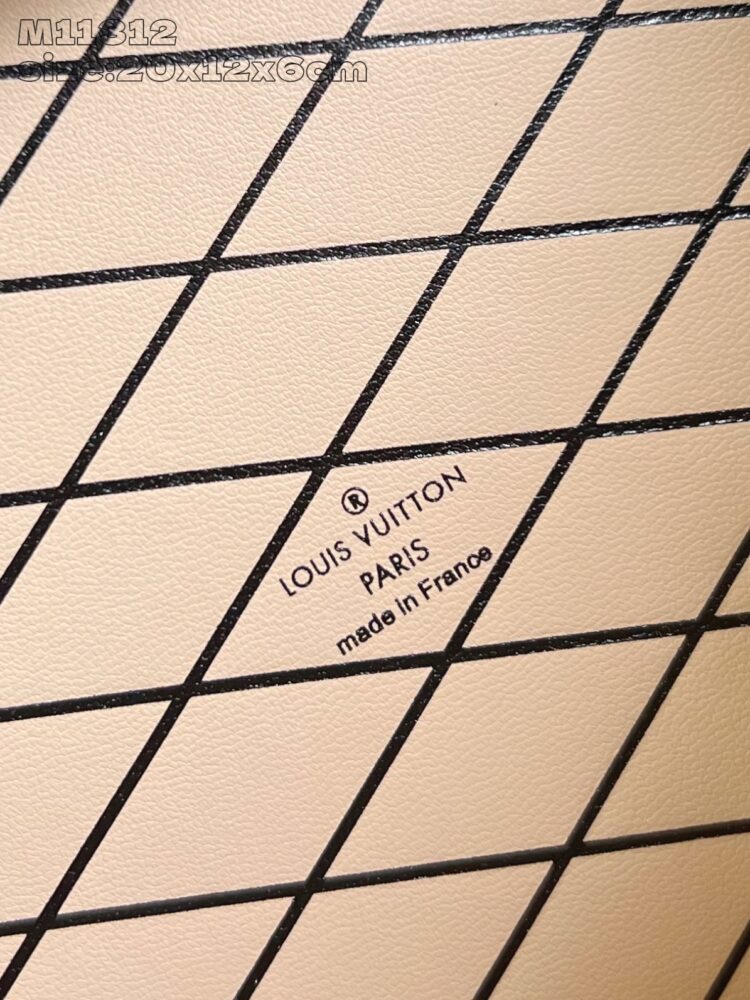 M11312
size:20x12x6cm
®
LOUIS VUITTON
PARIS
made in France